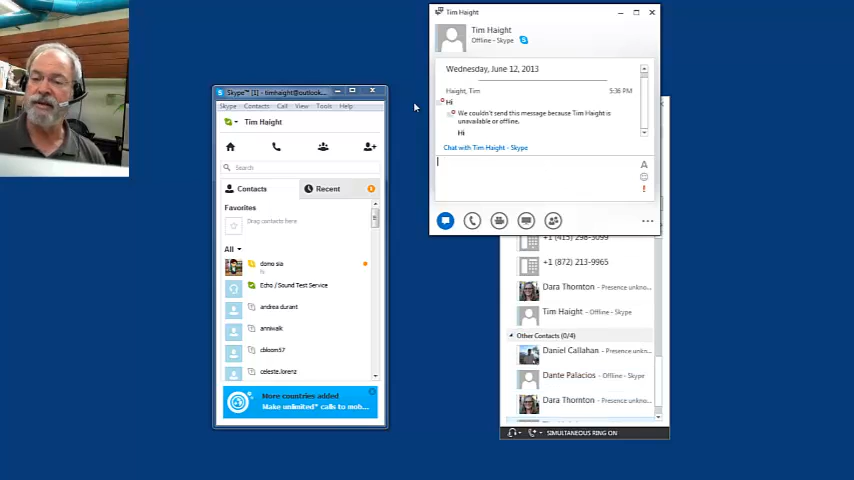 Skype™ [1] - timhaight@outlook....
Skype Contacts Call View Tools Help
Tim Haight
Search
Contacts
Recent
Favorites
Drag contacts here
All
domo sia
hi
Echo / Sound Test Service
andrea durant
anniwalk
cbloom57
celeste.lorenz
More countries added
Make unlimited* calls to mob...
Tim Haight
Tim Haight
Offline - Skype
Wednesday, June 12, 2013
Haight, Tim 5:36 PM
Hi
We couldn't send this message because Tim Haight is
unavailable or offline.
Hi
Chat with Tim Haight - Skype
A
!
+1 (415) 298-5099
+1 (872) 213-9965
Dara Thornton - Presence unkno...
Tim Haight - Offline - Skype
Other Contacts (0/4)
Daniel Callahan - Presence unkno...
Dante Palacios - Offline - Skype
Dara Thornton - Presence unkno...
SIMULTANEOUS RING ON